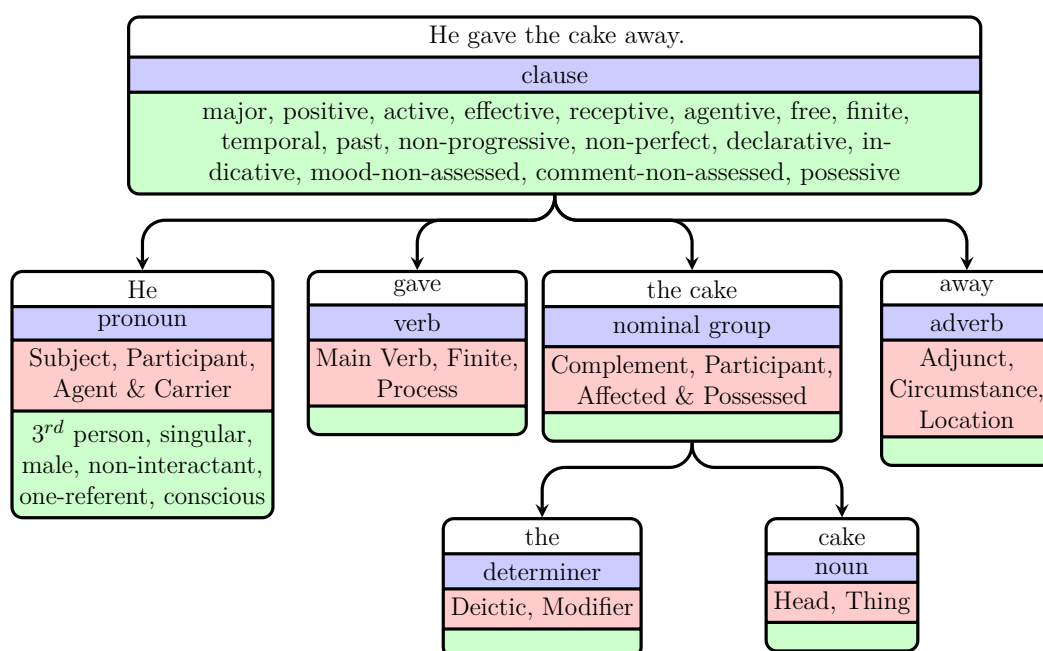 He gave the cake away.
clause
major, positive, active, effective, receptive, agentive, free, finite,
temporal, past, non-progressive, non-perfect, declarative, in-
dicative, mood-non-assessed, comment-non-assessed, posessive
He
pronoun
Subject, Participant,
Agent & Carrier
3rd person, singular,
male, non-interactant,
one-referent, conscious
gave
verb
Main Verb, Finite,
Process
the cake
nominal group
Complement, Participant,
Affected & Possessed
away
adverb
Adjunct,
Circumstance,
Location
the
determiner
Deictic, Modifier
cake
noun
Head, Thing